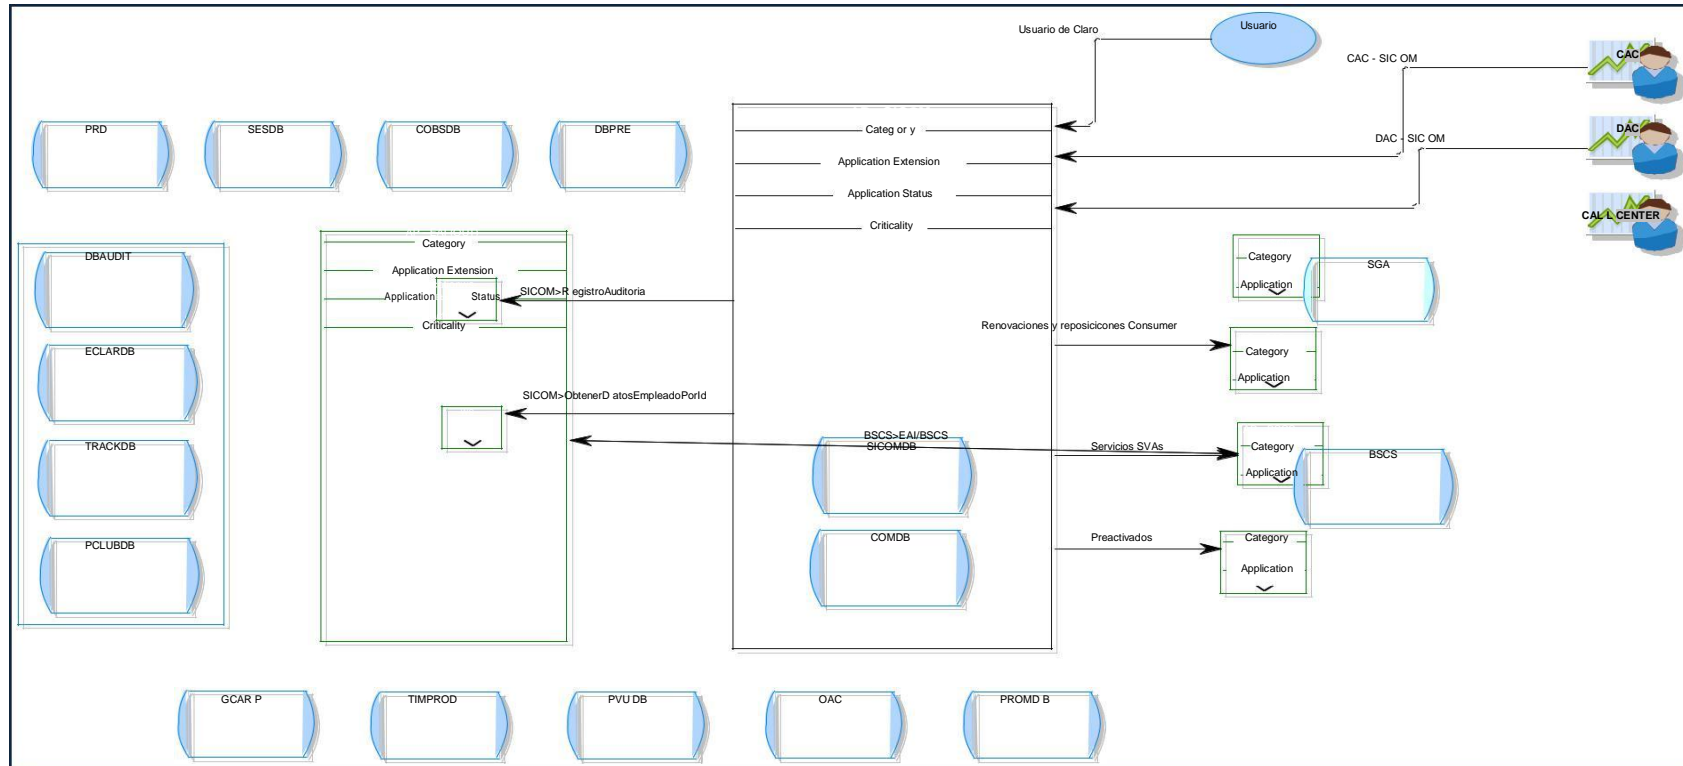 Usuario
Usuario de Claro
CAC
CAC - SIC OM
PRD
SESDB
COBSDB
DBPRE
Categ or y
DAC
DAC - SIC OM
Application Extension
Application Status
CAL L CENTER
Criticality
Category
DBAUDIT
Category
SGA
Application Extension
Application
Application Status
SICOM>R egistroAuditoria
Criticality
Renovaciones y reposicicones Consumer
ECLARDB
Category
Application
SICOM>ObtenerD atosEmpleadoPorId
BSCS>EAI/BSCS
TRACKDB
SICOMDB
Servicios SVAs
Category
BSCS
Application
PCLUBDB
COMDB
Preactivados
Category
Application
GCAR P
TIMPROD
PVU DB
OAC
PROMD B